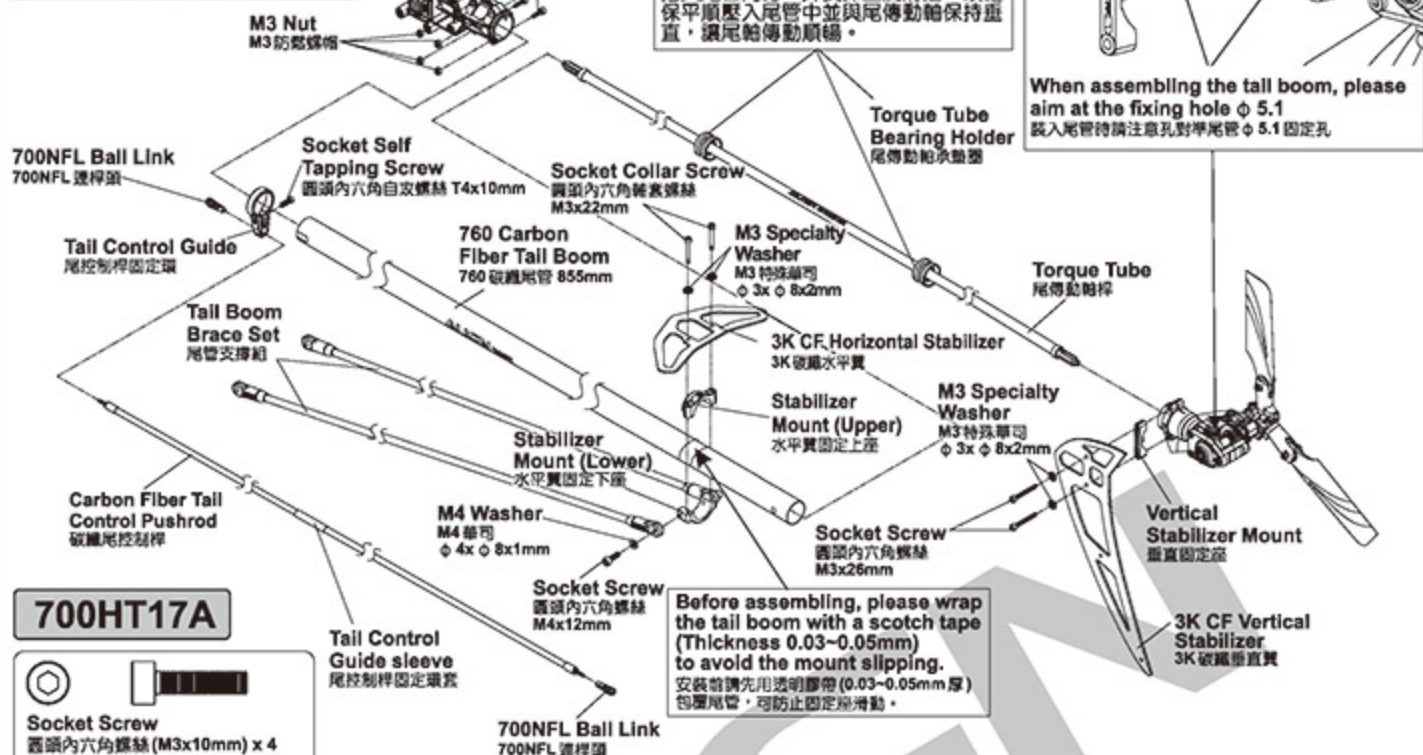 M3 Nut
M3 防鬆螺帽
保平順壓入尾管中並與尾傳動軸保持垂
直，讓尾軸傳動順暢。
When assembling the tail boom, please
aim at the fixing hole ϕ 5.1
裝入尾管時請注意孔對準尾管 ϕ 5.1 固定孔
Torque Tube
Bearing Holder
尾傳動軸承墊圈
700NFL Ball Link
700NFL 連桿頭
Socket Self
Tapping Screw
圓頭內六角自攻螺絲 T4x10mm
Socket Collar Screw
圓頭內六角軸套螺絲
M3x22mm
Tail Control Guide
尾控制桿固定環
760 Carbon
Fiber Tail Boom
760 碳纖尾管 855mm
M3 Specialty
Washer
M3 特殊華司
ϕ 3x ϕ 8x2mm
Torque Tube
尾傳動軸桿
Tail Boom
Brace Set
尾管支撐組
3K CF Horizontal Stabilizer
3K 碳纖水平翼
Stabilizer
Mount (Upper)
水平翼固定上座
M3 Specialty
Washer
M3 特殊華司
ϕ 3x ϕ 8x2mm
Stabilizer
Mount (Lower)
水平翼固定下座
Carbon Fiber Tail
Control Pushrod
碳纖尾控制桿
M4 Washer
M4 華司
ϕ 4x ϕ 8x1mm
Socket Screw
圓頭內六角螺絲
M3x26mm
Vertical
Stabilizer Mount
垂直固定座
Socket Screw
圓頭內六角螺絲
M4x12mm
Before assembling, please wrap
the tail boom with a scotch tape
(Thickness 0.03~0.05mm)
to avoid the mount slipping.
安裝前請先用透明膠帶(0.03~0.05mm 厚)
包覆尾管，可防止固定座滑動。
3K CF Vertical
Stabilizer
3K 碳纖垂直翼
700HT17A
Tail Control
Guide sleeve
尾控制桿固定環套
Socket Screw
圓頭內六角螺絲(M3x10mm) x 4
700NFL Ball Link
700NFL 連桿頭